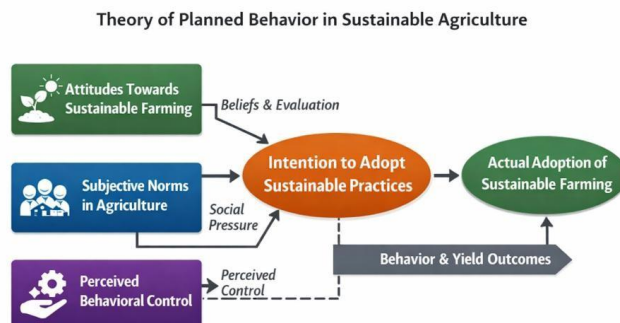 Theory of Planned Behavior in Sustainable Agriculture
Attitudes Towards
Sustainable Farming
Beliefs & Evaluation
Subjective Norms
in Agriculture
Social
Pressure
Perceived
Behavioral Control
Perceived
Control
Intention to Adopt
Sustainable Practices
Actual Adoption of
Sustainable Farming
Behavior & Yield Outcomes